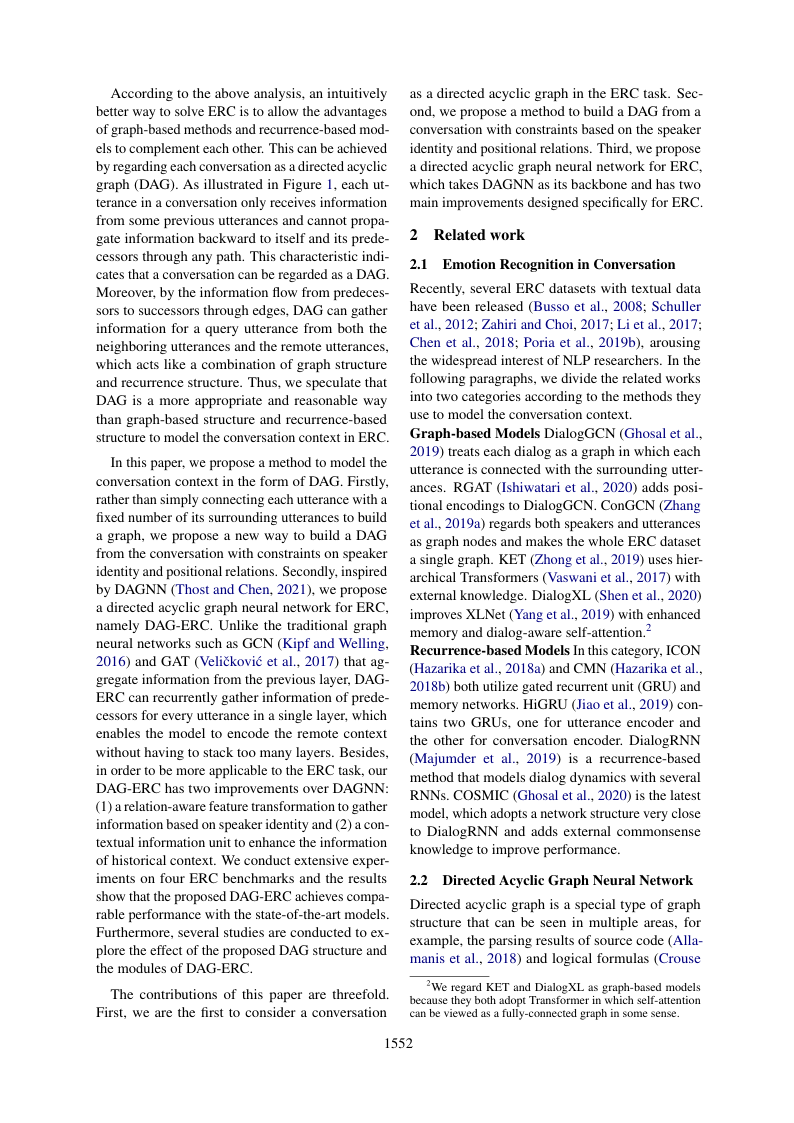 According to the above analysis, an intuitively
better way to solve ERC is to allow the advantages
of graph-based methods and recurrence-based mod-
els to complement each other. This can be achieved
by regarding each conversation as a directed acyclic
graph (DAG). As illustrated in Figure 1, each ut-
terance in a conversation only receives information
from some previous utterances and cannot propa-
gate information backward to itself and its prede-
cessors through any path. This characteristic indi-
cates that a conversation can be regarded as a DAG.
Moreover, by the information flow from predeces-
sors to successors through edges, DAG can gather
information for a query utterance from both the
neighboring utterances and the remote utterances,
which acts like a combination of graph structure
and recurrence structure. Thus, we speculate that
DAG is a more appropriate and reasonable way
than graph-based structure and recurrence-based
structure to model the conversation context in ERC.
In this paper, we propose a method to model the
conversation context in the form of DAG. Firstly,
rather than simply connecting each utterance with a
fixed number of its surrounding utterances to build
a graph, we propose a new way to build a DAG
from the conversation with constraints on speaker
identity and positional relations. Secondly, inspired
by DAGNN (Thost and Chen, 2021), we propose
a directed acyclic graph neural network for ERC,
namely DAG-ERC. Unlike the traditional graph
neural networks such as GCN (Kipf and Welling,
2016) and GAT (Veličković et al., 2017) that ag-
gregate information from the previous layer, DAG-
ERC can recurrently gather information of prede-
cessors for every utterance in a single layer, which
enables the model to encode the remote context
without having to stack too many layers. Besides,
in order to be more applicable to the ERC task, our
DAG-ERC has two improvements over DAGNN:
(1) a relation-aware feature transformation to gather
information based on speaker identity and (2) a con-
textual information unit to enhance the information
of historical context. We conduct extensive exper-
iments on four ERC benchmarks and the results
show that the proposed DAG-ERC achieves compa-
rable performance with the state-of-the-art models.
Furthermore, several studies are conducted to ex-
plore the effect of the proposed DAG structure and
the modules of DAG-ERC.
The contributions of this paper are threefold.
First, we are the first to consider a conversation
as a directed acyclic graph in the ERC task. Sec-
ond, we propose a method to build a DAG from a
conversation with constraints based on the speaker
identity and positional relations. Third, we propose
a directed acyclic graph neural network for ERC,
which takes DAGNN as its backbone and has two
main improvements designed specifically for ERC.
2 Related work
2.1 Emotion Recognition in Conversation
Recently, several ERC datasets with textual data
have been released (Busso et al., 2008; Schuller
et al., 2012; Zahiri and Choi, 2017; Li et al., 2017;
Chen et al., 2018; Poria et al., 2019b), arousing
the widespread interest of NLP researchers. In the
following paragraphs, we divide the related works
into two categories according to the methods they
use to model the conversation context.
Graph-based Models DialogGCN (Ghosal et al.,
2019) treats each dialog as a graph in which each
utterance is connected with the surrounding utter-
ances. RGAT (Ishiwatari et al., 2020) adds posi-
tional encodings to DialogGCN. ConGCN (Zhang
et al., 2019a) regards both speakers and utterances
as graph nodes and makes the whole ERC dataset
a single graph. KET (Zhong et al., 2019) uses hier-
archical Transformers (Vaswani et al., 2017) with
external knowledge. DialogXL (Shen et al., 2020)
improves XLNet (Yang et al., 2019) with enhanced
memory and dialog-aware self-attention.2
Recurrence-based Models In this category, ICON
(Hazarika et al., 2018a) and CMN (Hazarika et al.,
2018b) both utilize gated recurrent unit (GRU) and
memory networks. HiGRU (Jiao et al., 2019) con-
tains two GRUs, one for utterance encoder and
the other for conversation encoder. DialogRNN
(Majumder et al., 2019) is a recurrence-based
method that models dialog dynamics with several
RNNs. COSMIC (Ghosal et al., 2020) is the latest
model, which adopts a network structure very close
to DialogRNN and adds external commonsense
knowledge to improve performance.
2.2 Directed Acyclic Graph Neural Network
Directed acyclic graph is a special type of graph
structure that can be seen in multiple areas, for
example, the parsing results of source code (Alla-
manis et al., 2018) and logical formulas (Crouse
2We regard KET and DialogXL as graph-based models
because they both adopt Transformer in which self-attention
can be viewed as a fully-connected graph in some sense.
1552